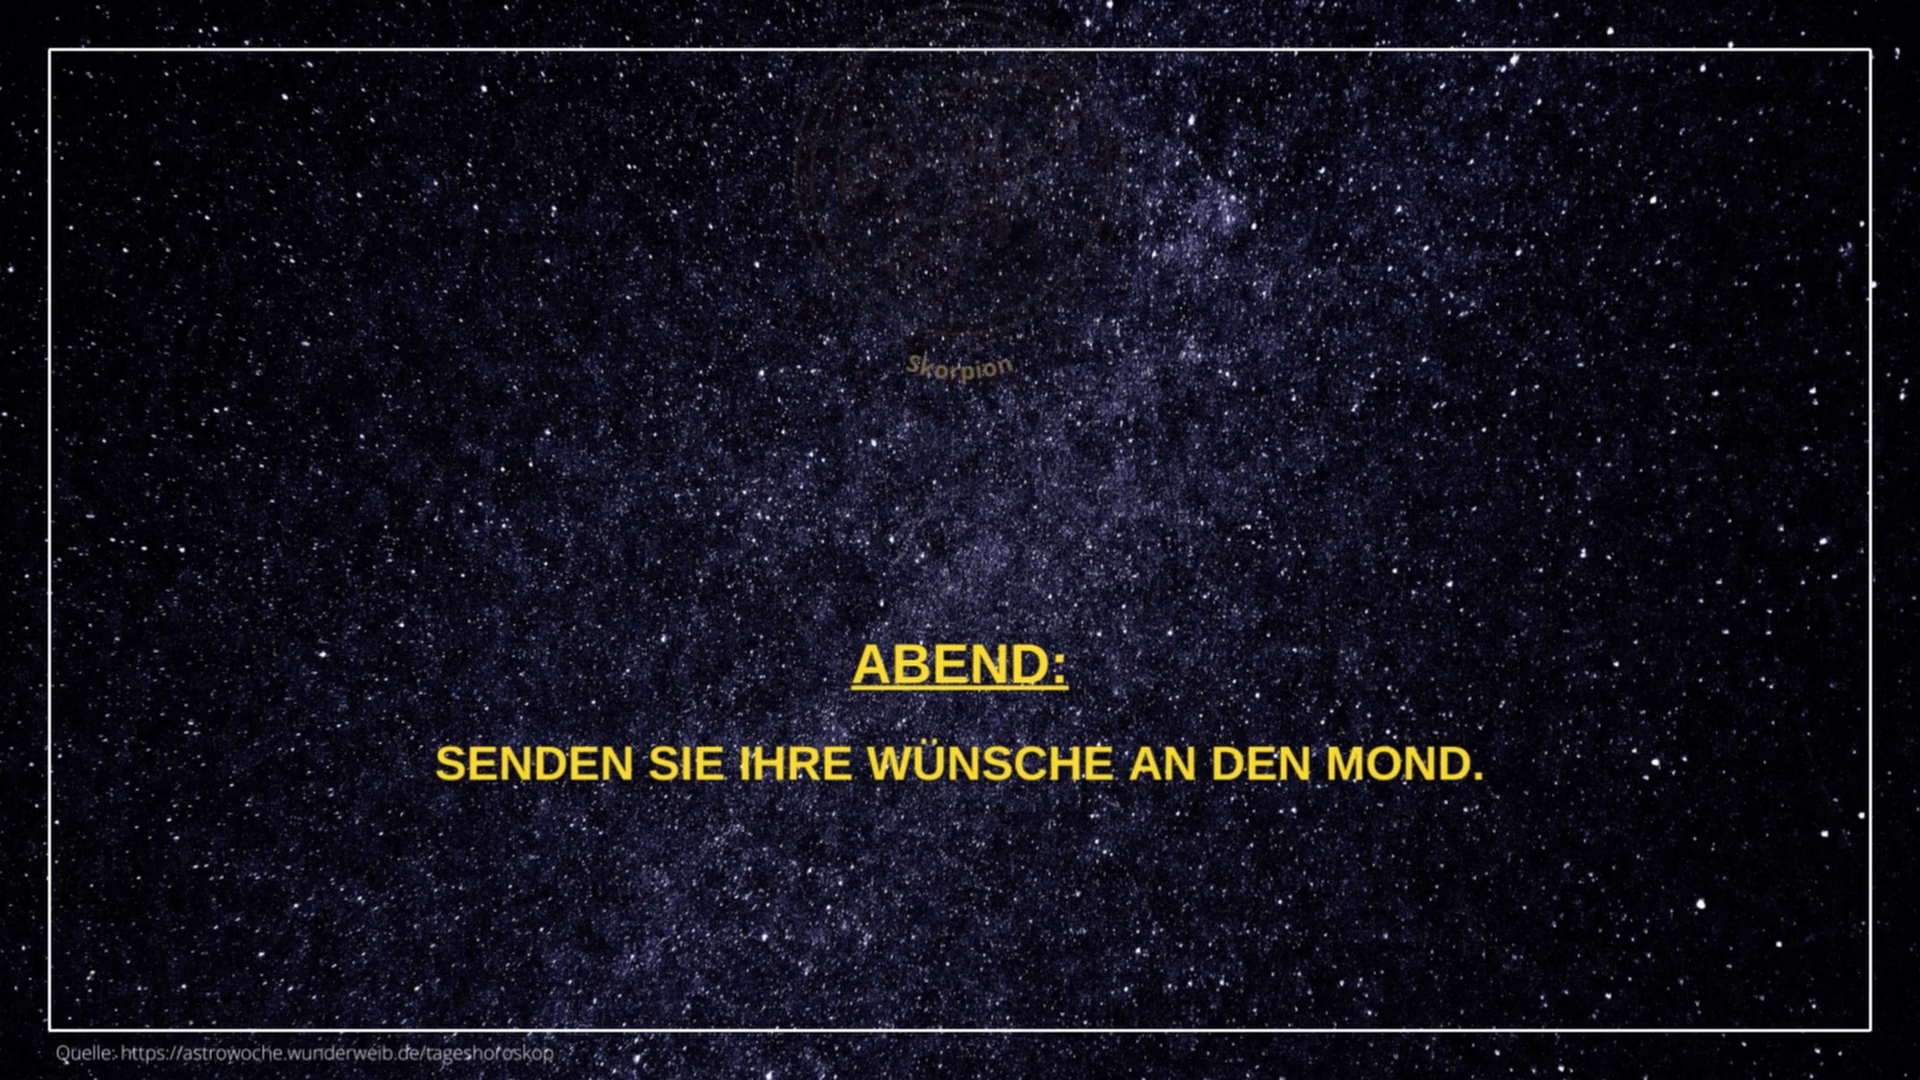 skorpion
ABEND:
SENDEN SIE IHRE WÜNSCHE AN DEN MOND.
Quelle: https://astrowoche.wunderweib.de/tageshoroskop